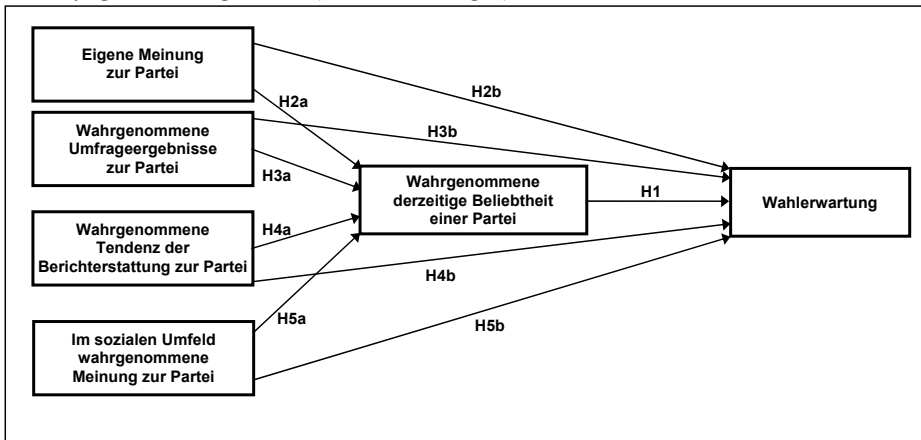 Eigene Meinung
zur Partei
H2b
H2a
Wahrgenommene
Umfrageergebnisse
zur Partei
H3b
H3a
Wahrgenommene
derzeitige Beliebtheit
einer Partei
H1
Wahlerwartung
Wahrgenommene
Tendenz der
Berichterstattung zur Partei
H4a
H4b
Im sozialen Umfeld
wahrgenommene
Meinung zur Partei
H5a
H5b